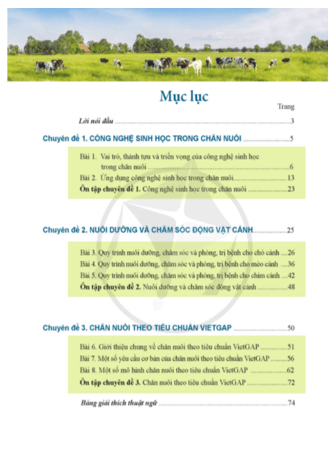 Mục lục
Trang
Lời nói đầu ..... 3
Chuyên đề 1. CÔNG NGHỆ SINH HỌC TRONG CHĂN NUÔI ..... 5
Bài 1. Vai trò, thành tựu và triển vọng của công nghệ sinh học
trong chăn nuôi ..... 6
Bài 2. Ứng dụng công nghệ sinh học trong chăn nuôi ..... 13
Ôn tập chuyên đề 1. Công nghệ sinh học trong chăn nuôi ..... 23
Chuyên đề 2. NUÔI DƯỠNG VÀ CHĂM SÓC ĐỘNG VẬT CẢNH ..... 25
Bài 3. Quy trình nuôi dưỡng, chăm sóc và phòng, trị bệnh cho chó cảnh ... 26
Bài 4. Quy trình nuôi dưỡng, chăm sóc và phòng, trị bệnh cho mèo cảnh ... 36
Bài 5. Quy trình nuôi dưỡng, chăm sóc và phòng, trị bệnh cho chim cảnh ... 42
Ôn tập chuyên đề 2. Nuôi dưỡng và chăm sóc động vật cảnh ..... 48
Chuyên đề 3. CHĂN NUÔI THEO TIÊU CHUẨN VIETGAP ..... 50
Bài 6. Giới thiệu chung về chăn nuôi theo tiêu chuẩn VietGAP ..... 51
Bài 7. Một số yêu cầu cơ bản của chăn nuôi theo tiêu chuẩn VietGAP ..... 56
Bài 8. Một số mô hình chăn nuôi theo tiêu chuẩn VietGAP ..... 62
Ôn tập chuyên đề 3. Chăn nuôi theo tiêu chuẩn VietGAP ..... 72
Bảng giải thích thuật ngữ ..... 74